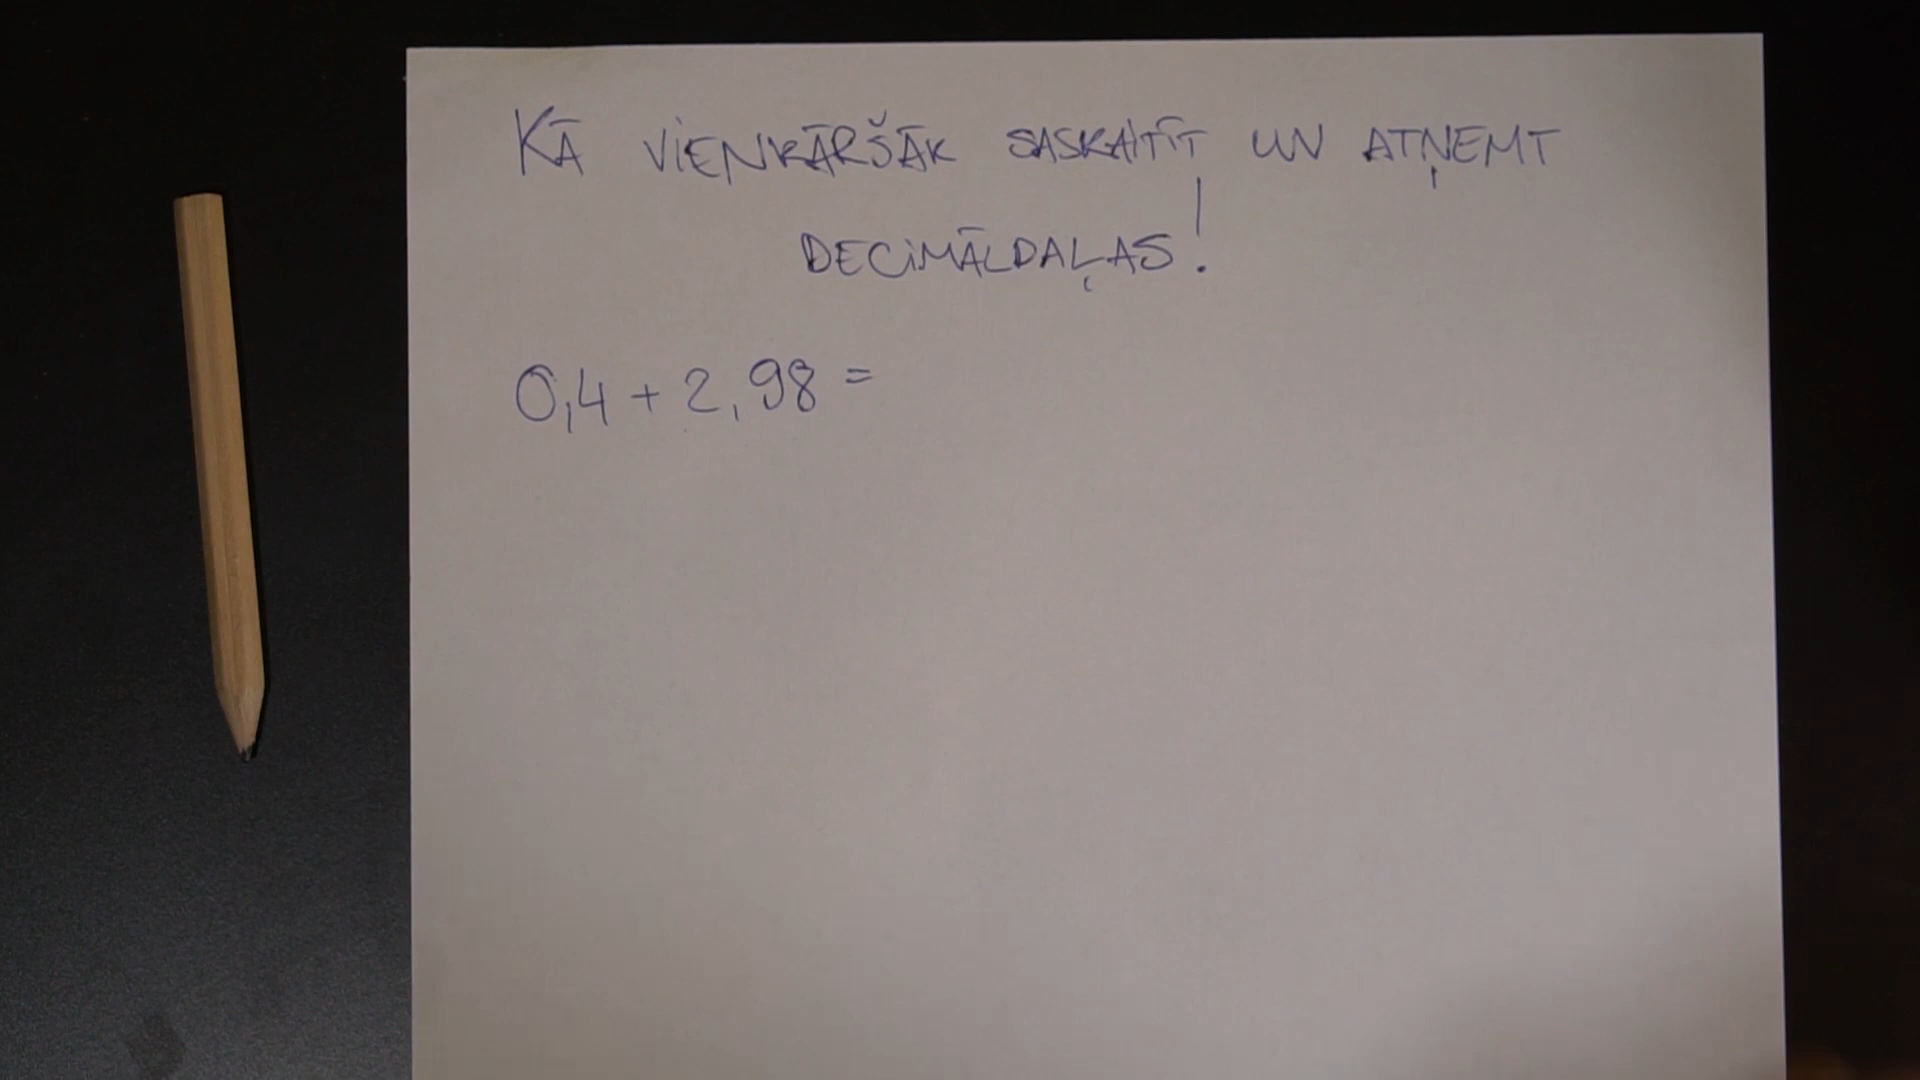 KĀ VIENKĀRŠĀK SASKAITĪT UN ATŅEMT
DECIMĀLDAĻAS!
0,4 + 2,98 =